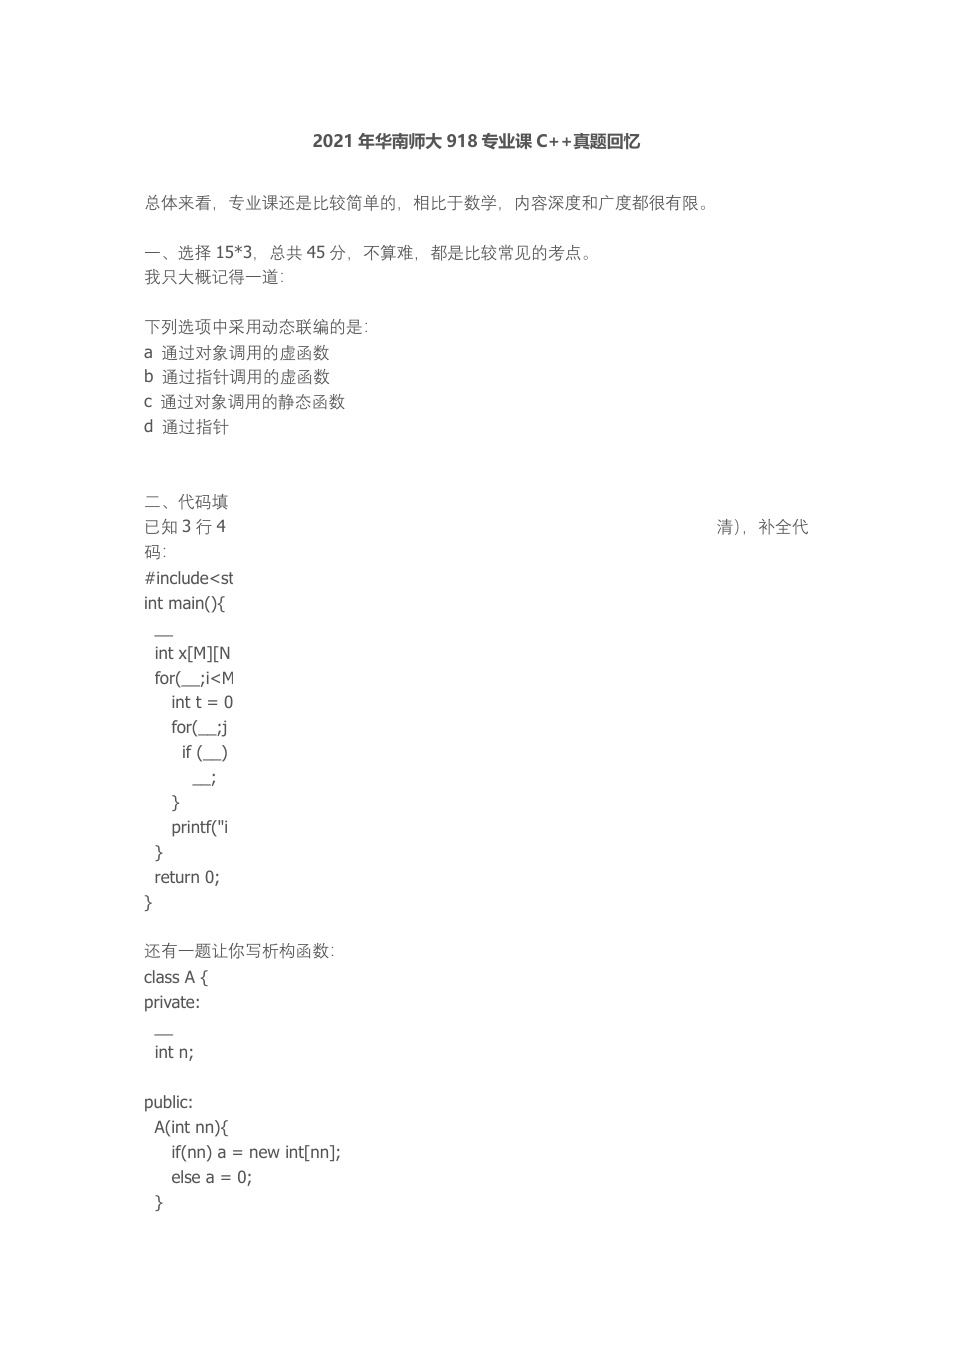 2021 年华南师大 918 专业课 C++真题回忆
总体来看，专业课还是比较简单的，相比于数学，内容深度和广度都很有限。
一、选择 15*3，总共 45 分，不算难，都是比较常见的考点。
我只大概记得一道：
下列选项中采用动态联编的是：
a 通过对象调用的虚函数
b 通过指针调用的虚函数
c 通过对象调用的静态函数
d 通过指针
二、代码填
已知 3 行 4 清），补全代
码：
#include<st
int main(){
__
int x[M][N
for(__;i<M
int t = 0
for(__;j
if (__)
__;
}
printf("i
}
return 0;
}
还有一题让你写析构函数：
class A {
private:
__
int n;
public:
A(int nn){
if(nn) a = new int[nn];
else a = 0;
}